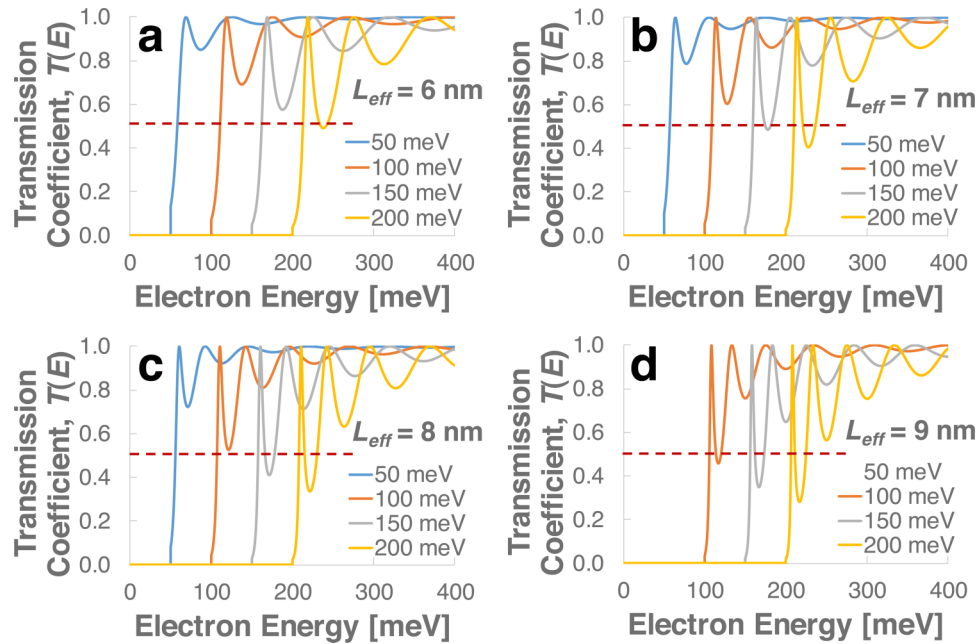 a
Transmission
Coefficient, T(E)
1.0
0.8
0.6
0.4
0.2
0.0
L_eff = 6 nm
50 meV
100 meV
150 meV
200 meV
0 100 200 300 400
Electron Energy [meV]
b
Transmission
Coefficient, T(E)
1.0
0.8
0.6
0.4
0.2
0.0
L_eff = 7 nm
50 meV
100 meV
150 meV
200 meV
0 100 200 300 400
Electron Energy [meV]
c
Transmission
Coefficient, T(E)
1.0
0.8
0.6
0.4
0.2
0.0
L_eff = 8 nm
50 meV
100 meV
150 meV
200 meV
0 100 200 300 400
Electron Energy [meV]
d
Transmission
Coefficient, T(E)
1.0
0.8
0.6
0.4
0.2
0.0
L_eff = 9 nm
50 meV
100 meV
150 meV
200 meV
0 100 200 300 400
Electron Energy [meV]